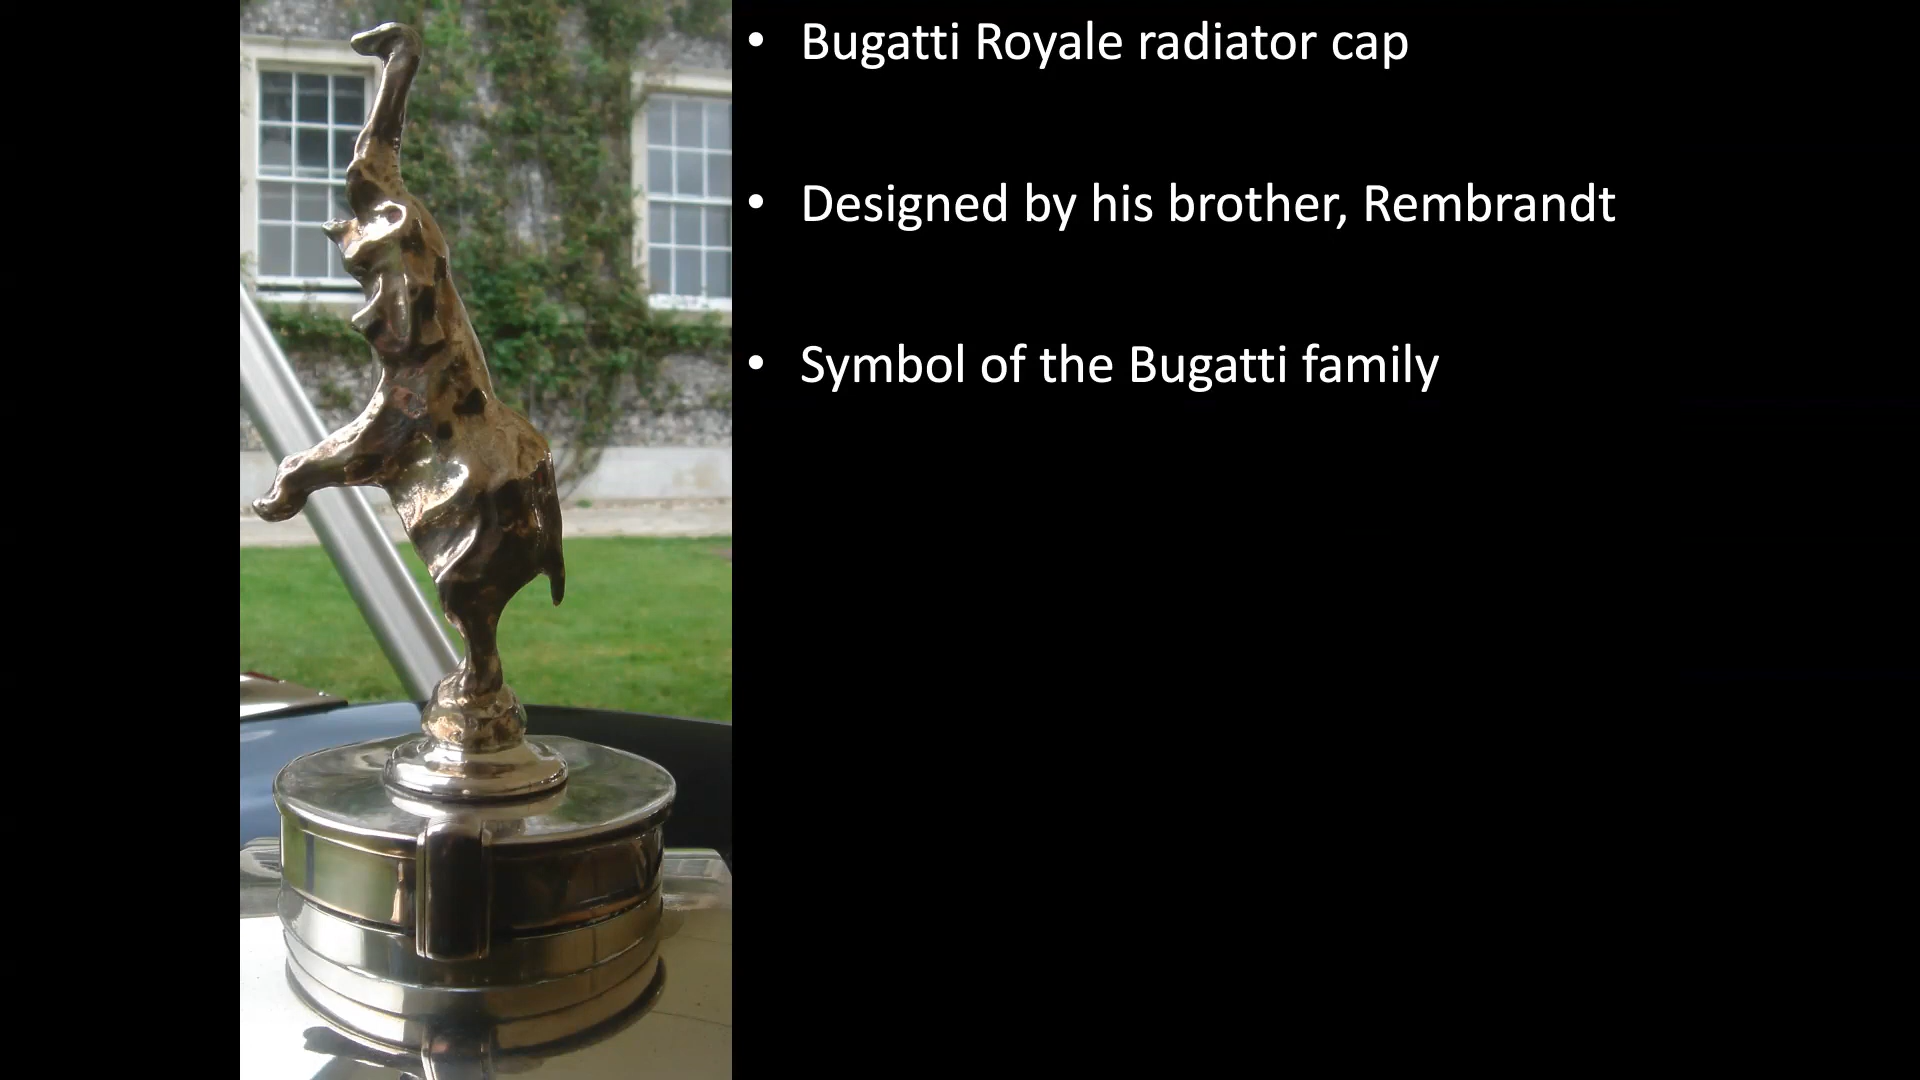 • Bugatti Royale radiator cap
• Designed by his brother, Rembrandt
• Symbol of the Bugatti family